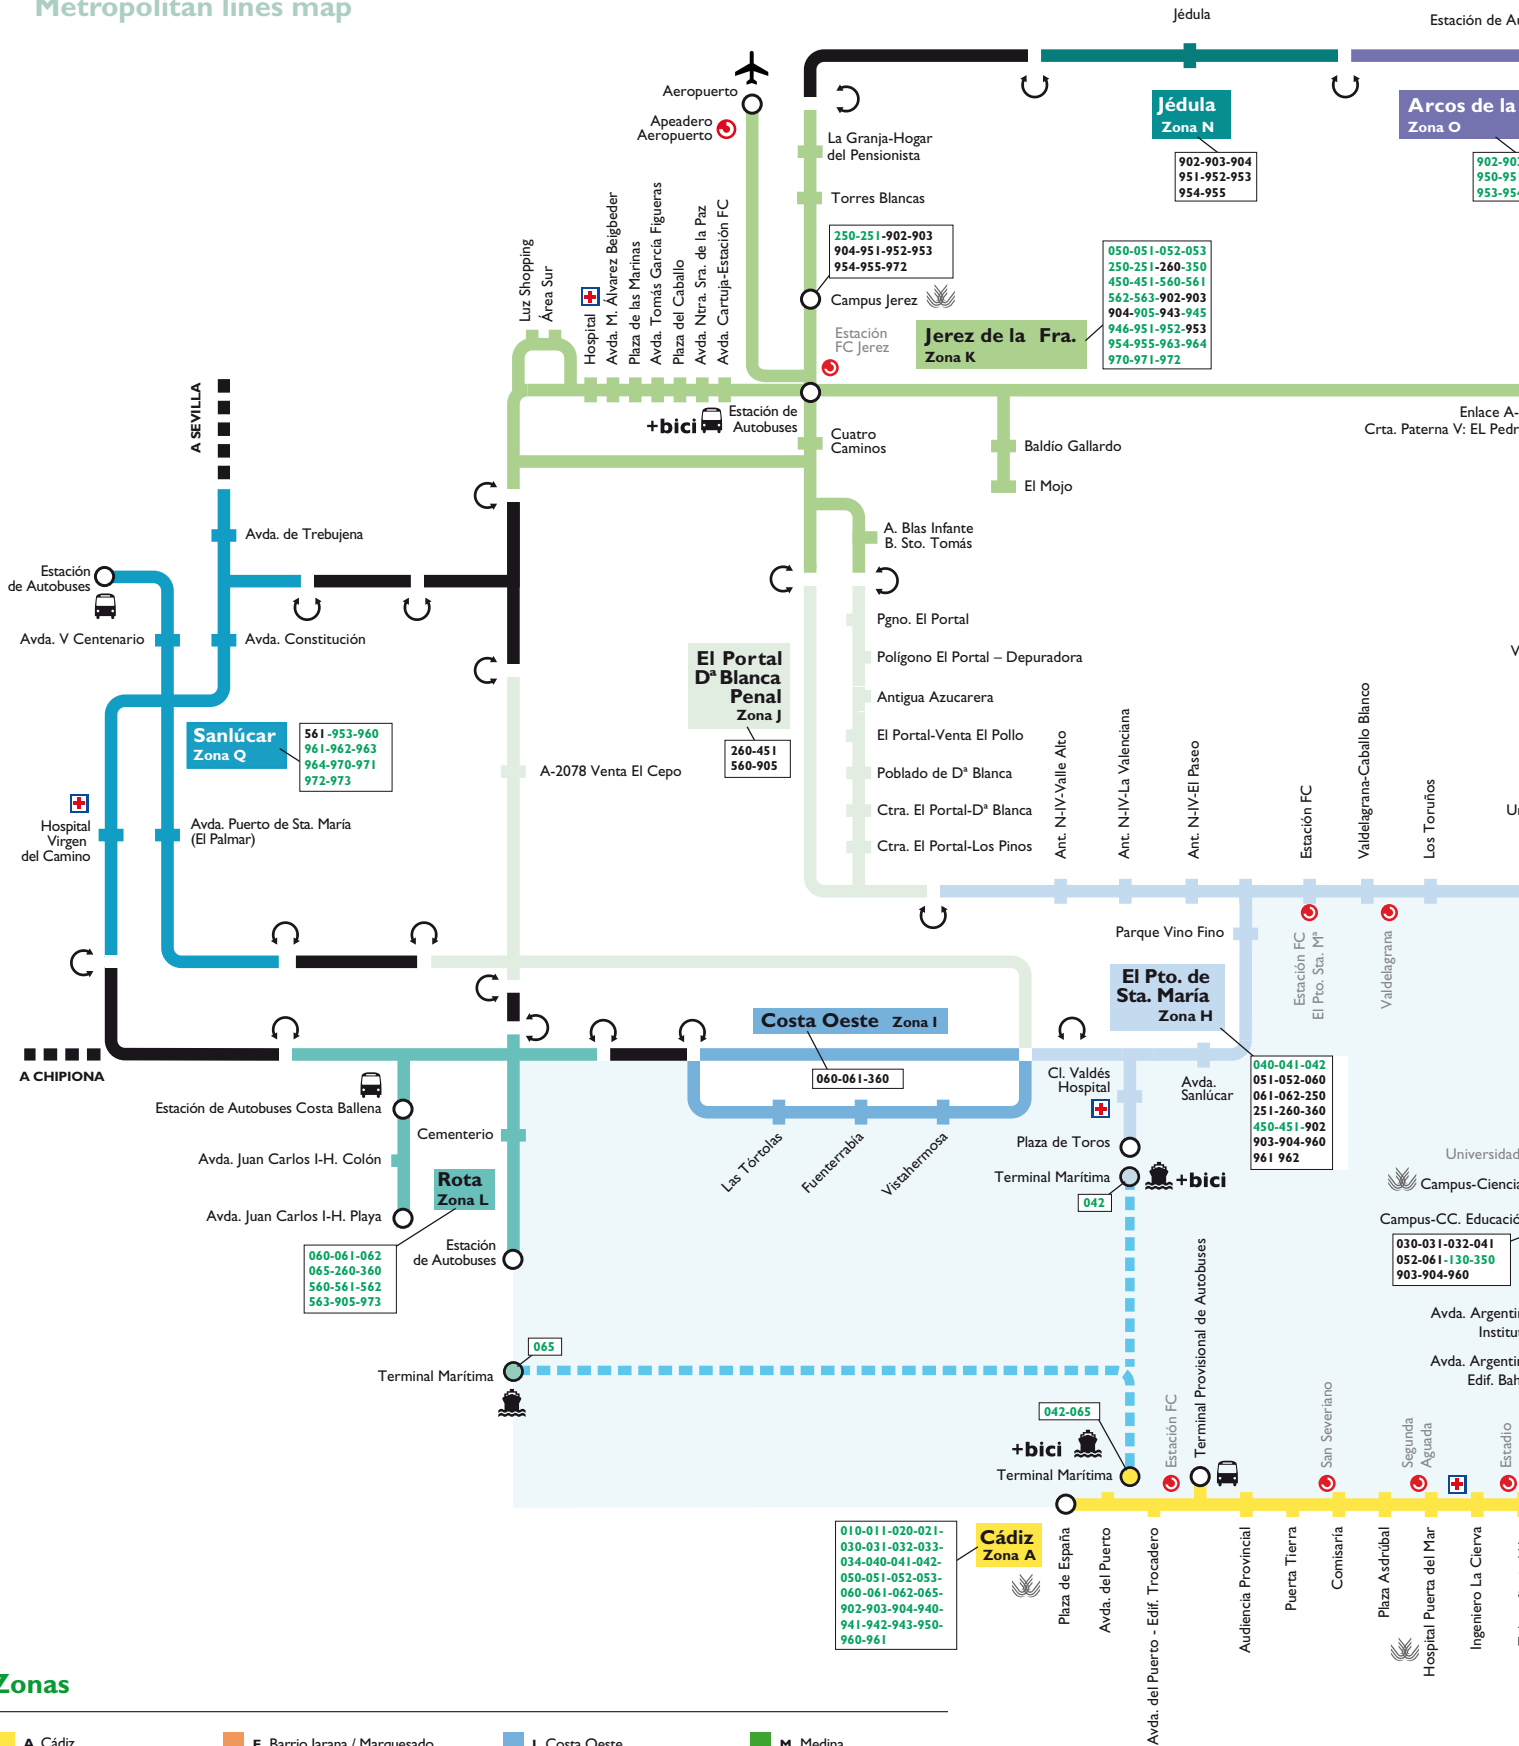 Metropolitan lines map
Jédula
Estación de Au
Aeropuerto
Apeadero
Aeropuerto
La Granja-Hogar
del Pensionista
Torres Blancas
Jédula
Zona N
902-903-904
951-952-953
954-955
Arcos de la
Zona O
902-903
950-951
953-954
250-251-902-903
904-951-952-953
954-955-972
Campus Jerez
050-051-052-053
250-251-260-350
450-451-560-561
562-563-902-903
904-905-943-945
946-951-952-953
954-955-963-964
970-971-972
Jerez de la Fra.
Zona K
Estación
FC Jerez
Luz Shopping
Área Sur
Hospital
Avda. M. Álvarez Beigbeder
Plaza de las Marinas
Avda. Tomás García Figueras
Plaza del Caballo
Avda. Ntra. Sra. de la Paz
Avda. Cartuja-Estación FC
+bici
Estación de
Autobuses
Cuatro
Caminos
Baldío Gallardo
El Mojo
Enlace A-
Crta. Paterna V: EL Pedr
A SEVILLA
A. Blas Infante
B. Sto. Tomás
Avda. de Trebujena
Estación
de Autobuses
Avda. V Centenario
Avda. Constitución
Pgno. El Portal
Polígono El Portal – Depuradora
Antigua Azucarera
El Portal-Venta El Pollo
Poblado de Dª Blanca
Ctra. El Portal-Dª Blanca
Ctra. El Portal-Los Pinos
El Portal
Dª Blanca
Penal
Zona J
260-451
560-905
Sanlúcar
Zona Q
561-953-960
961-962-963
964-970-971
972-973
A-2078 Venta El Cepo
Hospital
Virgen
del Camino
Avda. Puerto de Sta. María
(El Palmar)
V
Un
Ant. N-IV-Valle Alto
Ant. N-IV-La Valenciana
Ant. N-IV-El Paseo
Estación FC
Valdelagrana-Caballo Blanco
Los Toruños
Parque Vino Fino
Estación FC
El Pto. Sta. Mª
Valdelagrana
El Pto. de
Sta. María
Zona H
040-041-042
051-052-060
061-062-250
251-260-360
450-451-902
903-904-960
961 962
Costa Oeste Zona I
060-061-360
A CHIPIONA
Cl. Valdés
Hospital
Avda.
Sanlúcar
Estación de Autobuses Costa Ballena
Cementerio
Avda. Juan Carlos I-H. Colón
Avda. Juan Carlos I-H. Playa
Rota
Zona L
060-061-062
065-260-360
560-561-562
563-905-973
Estación
de Autobuses
Las Tórtolas
Fuenterrabía
Vistahermosa
Plaza de Toros
Terminal Marítima
+bici
042
Universidad
Campus-Ciencia
Campus-CC. Educació
030-031-032-041
052-061-130-350
903-904-960
Avda. Argentin
Institu
Avda. Argentin
Edif. Bah
065
Terminal Marítima
042-065
+bici
Terminal Marítima
Estación FC
Terminal Provisional de Autobuses
San Severiano
Segunda
Aguada
Estadio
010-011-020-021-
030-031-032-033-
034-040-041-042-
050-051-052-053-
060-061-062-065-
902-903-904-940-
941-942-943-950-
960-961
Cádiz
Zona A
Plaza de España
Avda. del Puerto
Avda. del Puerto - Edif. Trocadero
Audiencia Provincial
Puerta Tierra
Comisaría
Plaza Asdrúbal
Hospital Puerta del Mar
Ingeniero La Cierva
Zonas
A Cádiz
E Barrio Jarana / Marquesado
I Costa Oeste
M Medina